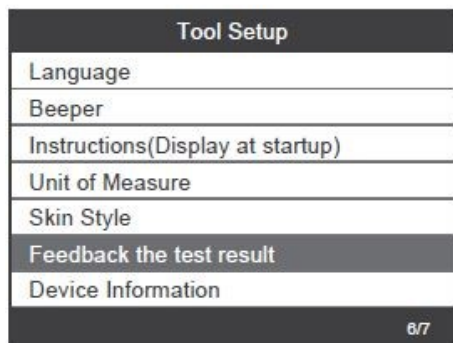 Tool Setup
Language
Beeper
Instructions(Display at startup)
Unit of Measure
Skin Style
Feedback the test result
Device Information
6/7